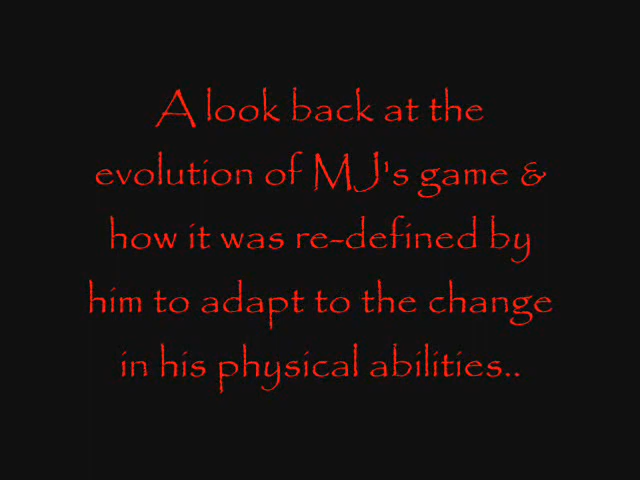 A look back at the
evolution of MJ's game &
how it was re-defined by
him to adapt to the change
in his physical abilities..